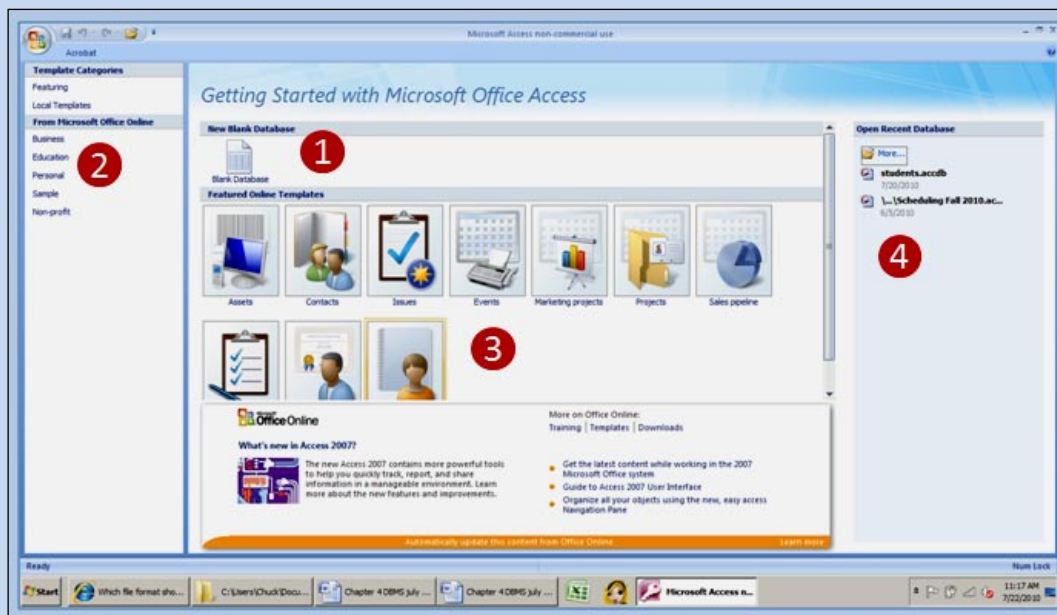 Microsoft Access non-commercial use
Acrobat
Template Categories
Featuring
Local Templates
From Microsoft Office Online
Business
Education
Personal
Sample
Non-profit
2
Getting Started with Microsoft Office Access
New Blank Database
1
Blank Database
Featured Online Templates
Assets
Contacts
Issues
Events
Marketing projects
Projects
Sales pipeline
3
Microsoft
Office Online
What's new in Access 2007?
The new Access 2007 contains more powerful tools
to help you quickly track, report, and share
information in a manageable environment. Learn
more about the new features and improvements.
More on Office Online:
Training | Templates | Downloads
Get the latest content while working in the 2007
Microsoft Office system
Guide to Access 2007 User Interface
Organize all your objects using the new, easy access
Navigation Pane
Automatically update this content from Office Online
Learn more
Open Recent Database
More...
students.accdb
7/20/2010
\...\Scheduling Fall 2010.ac...
6/5/2010
4
Ready
Num Lock
Start
Which file format sho...
C:\Users\Chuck\Docu...
Chapter 4 DBMS july ...
Chapter 4 DBMS july ...
Microsoft Access n...
11:17 AM
7/22/2010